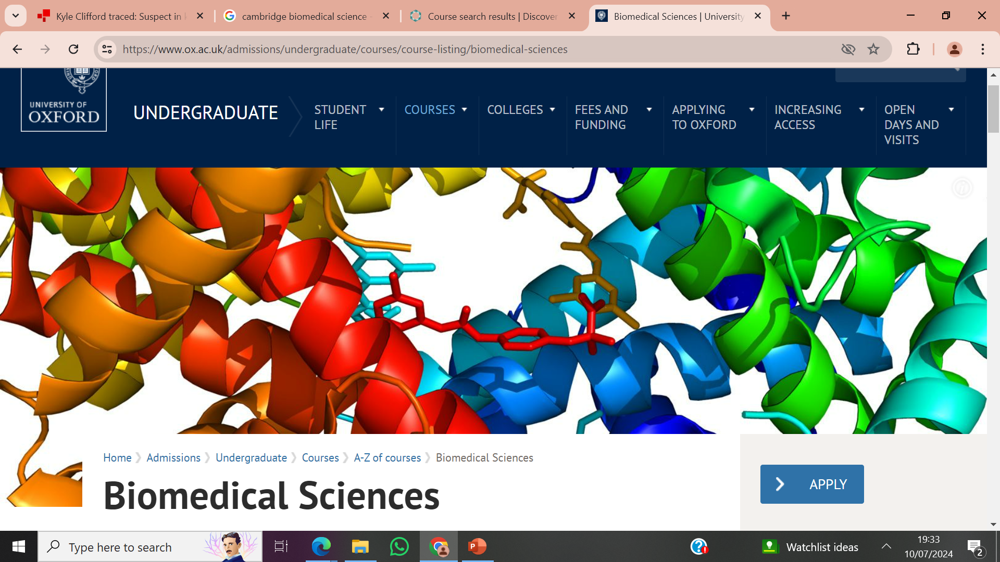 Kyle Clifford traced: Suspect in
cambridge biomedical science -
Course search results | Discover
Biomedical Sciences | University
https://www.ox.ac.uk/admissions/undergraduate/courses/course-listing/biomedical-sciences
UNIVERSITY OF
OXFORD
UNDERGRADUATE
STUDENT
LIFE
COURSES
COLLEGES
FEES AND
FUNDING
APPLYING
TO OXFORD
INCREASING
ACCESS
OPEN
DAYS AND
VISITS
Home
Admissions
Undergraduate
Courses
A-Z of courses
Biomedical Sciences
Biomedical Sciences
APPLY
Type here to search
Watchlist ideas
19:33
10/07/2024
2